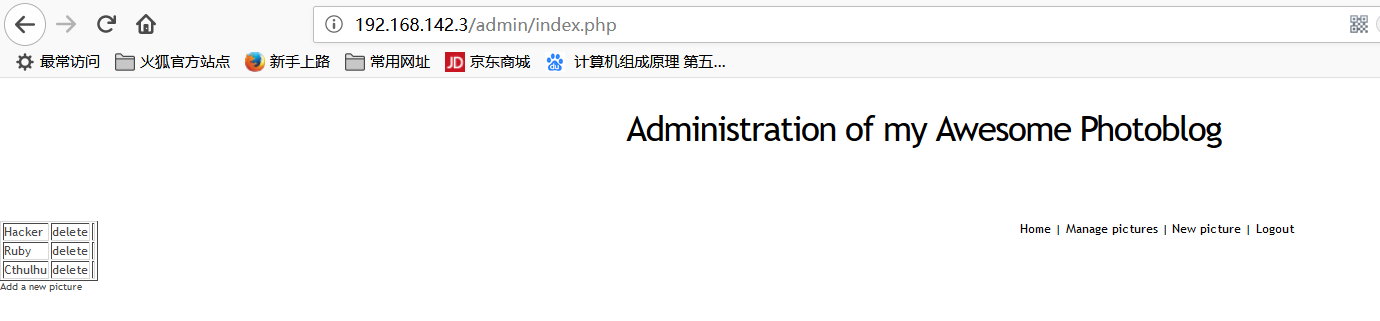 192.168.142.3/admin/index.php
最常访问 火狐官方站点 新手上路 常用网址 JD 京东商城 计算机组成原理 第五...
Administration of my Awesome Photoblog
Home | Manage pictures | New picture | Logout
Hacker delete
Ruby delete
Cthulhu delete
Add a new picture